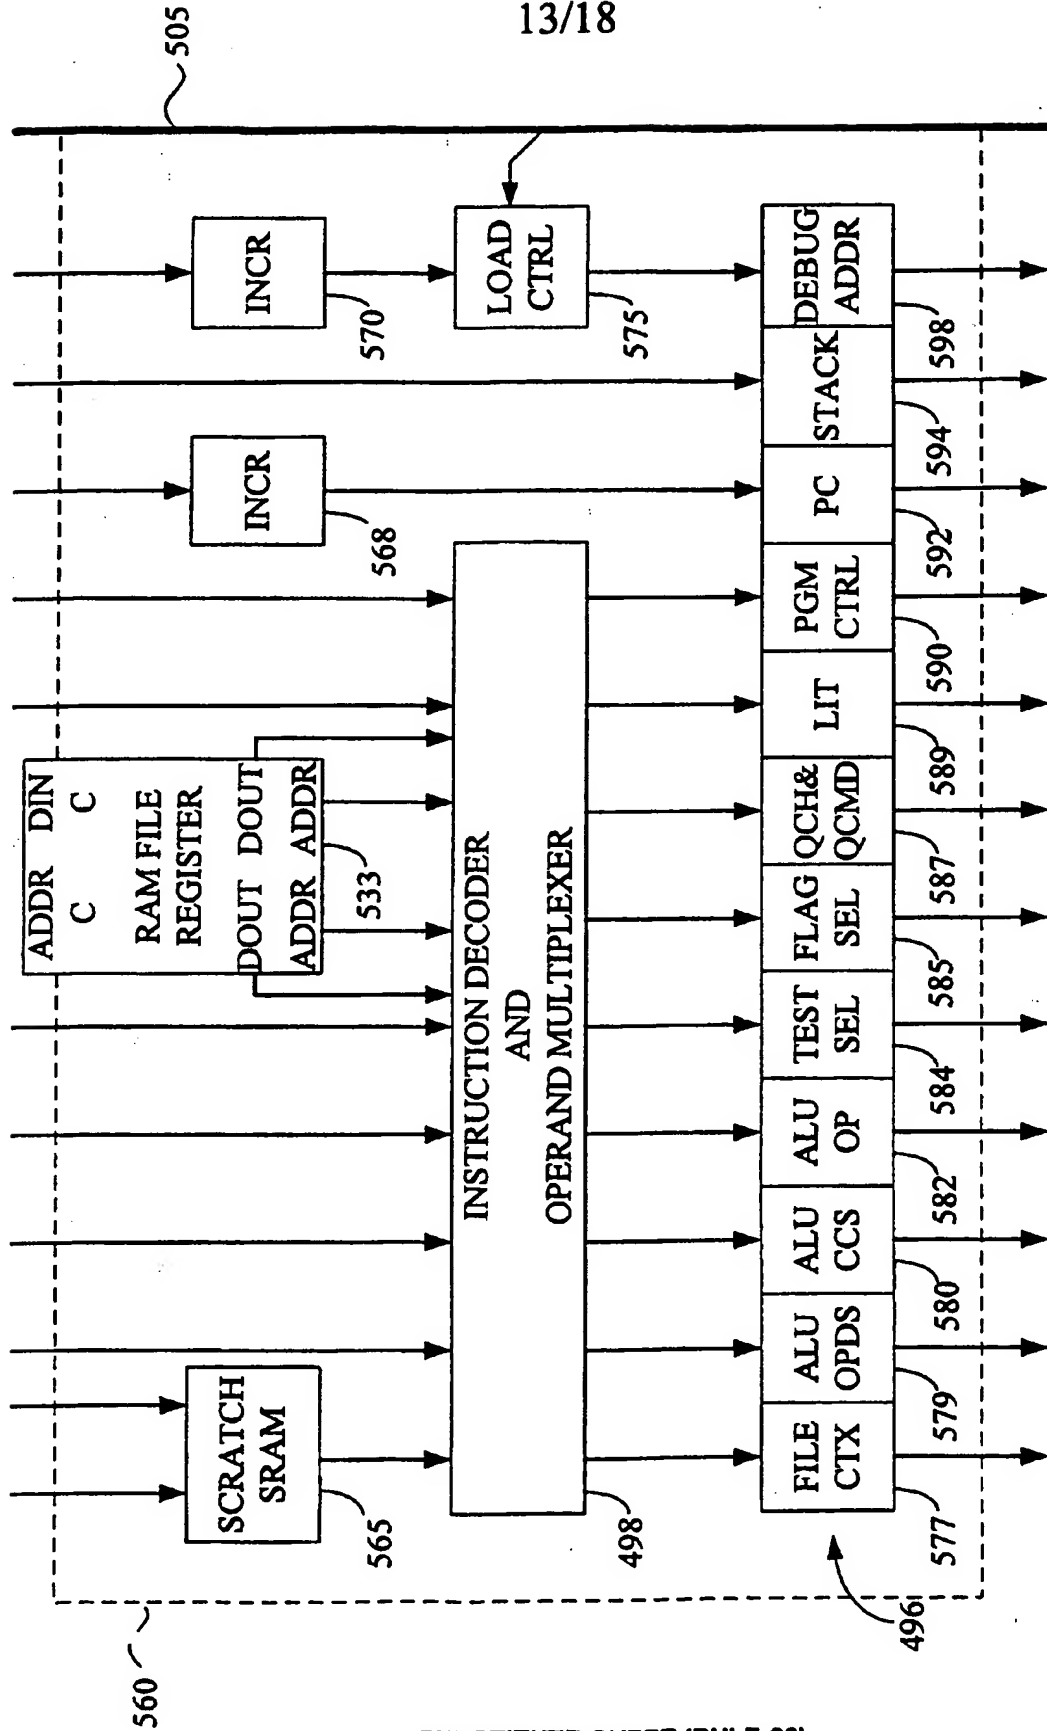 13/18
505
560
INCR
570
LOAD
CTRL
575
INCR
568
ADDR DIN
C C
RAM FILE
REGISTER
DOUT DOUT
ADDR ADDR
533
SCRATCH
SRAM
565
INSTRUCTION DECODER
AND
OPERAND MULTIPLEXER
498
FILE
CTX
ALU
OPDS
ALU
CCS
ALU
OP
TEST
SEL
FLAG
SEL
QCH&
QCMD
LIT
PGM
CTRL
PC
STACK
DEBUG
ADDR
496
577
579
580
582
584
585
587
589
590
592
594
598